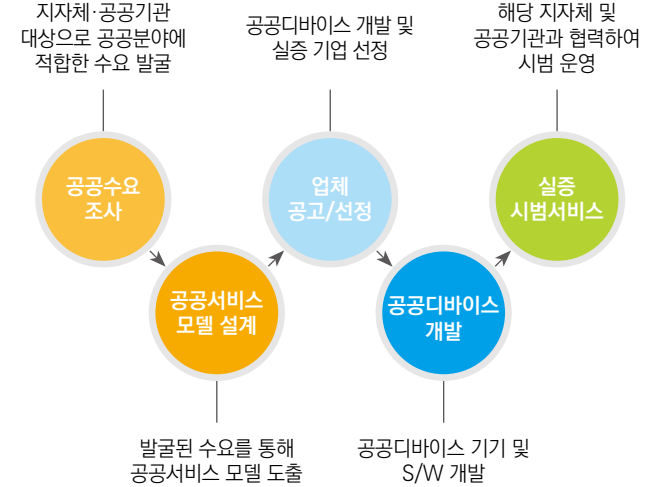 지자체·공공기관
대상으로 공공분야에
적합한 수요 발굴
공공디바이스 개발 및
실증 기업 선정
해당 지자체 및
공공기관과 협력하여
시범 운영
공공수요
조사
업체
공고/선정
실증
시범서비스
공공서비스
모델 설계
공공디바이스
개발
발굴된 수요를 통해
공공서비스 모델 도출
공공디바이스 기기 및
S/W 개발